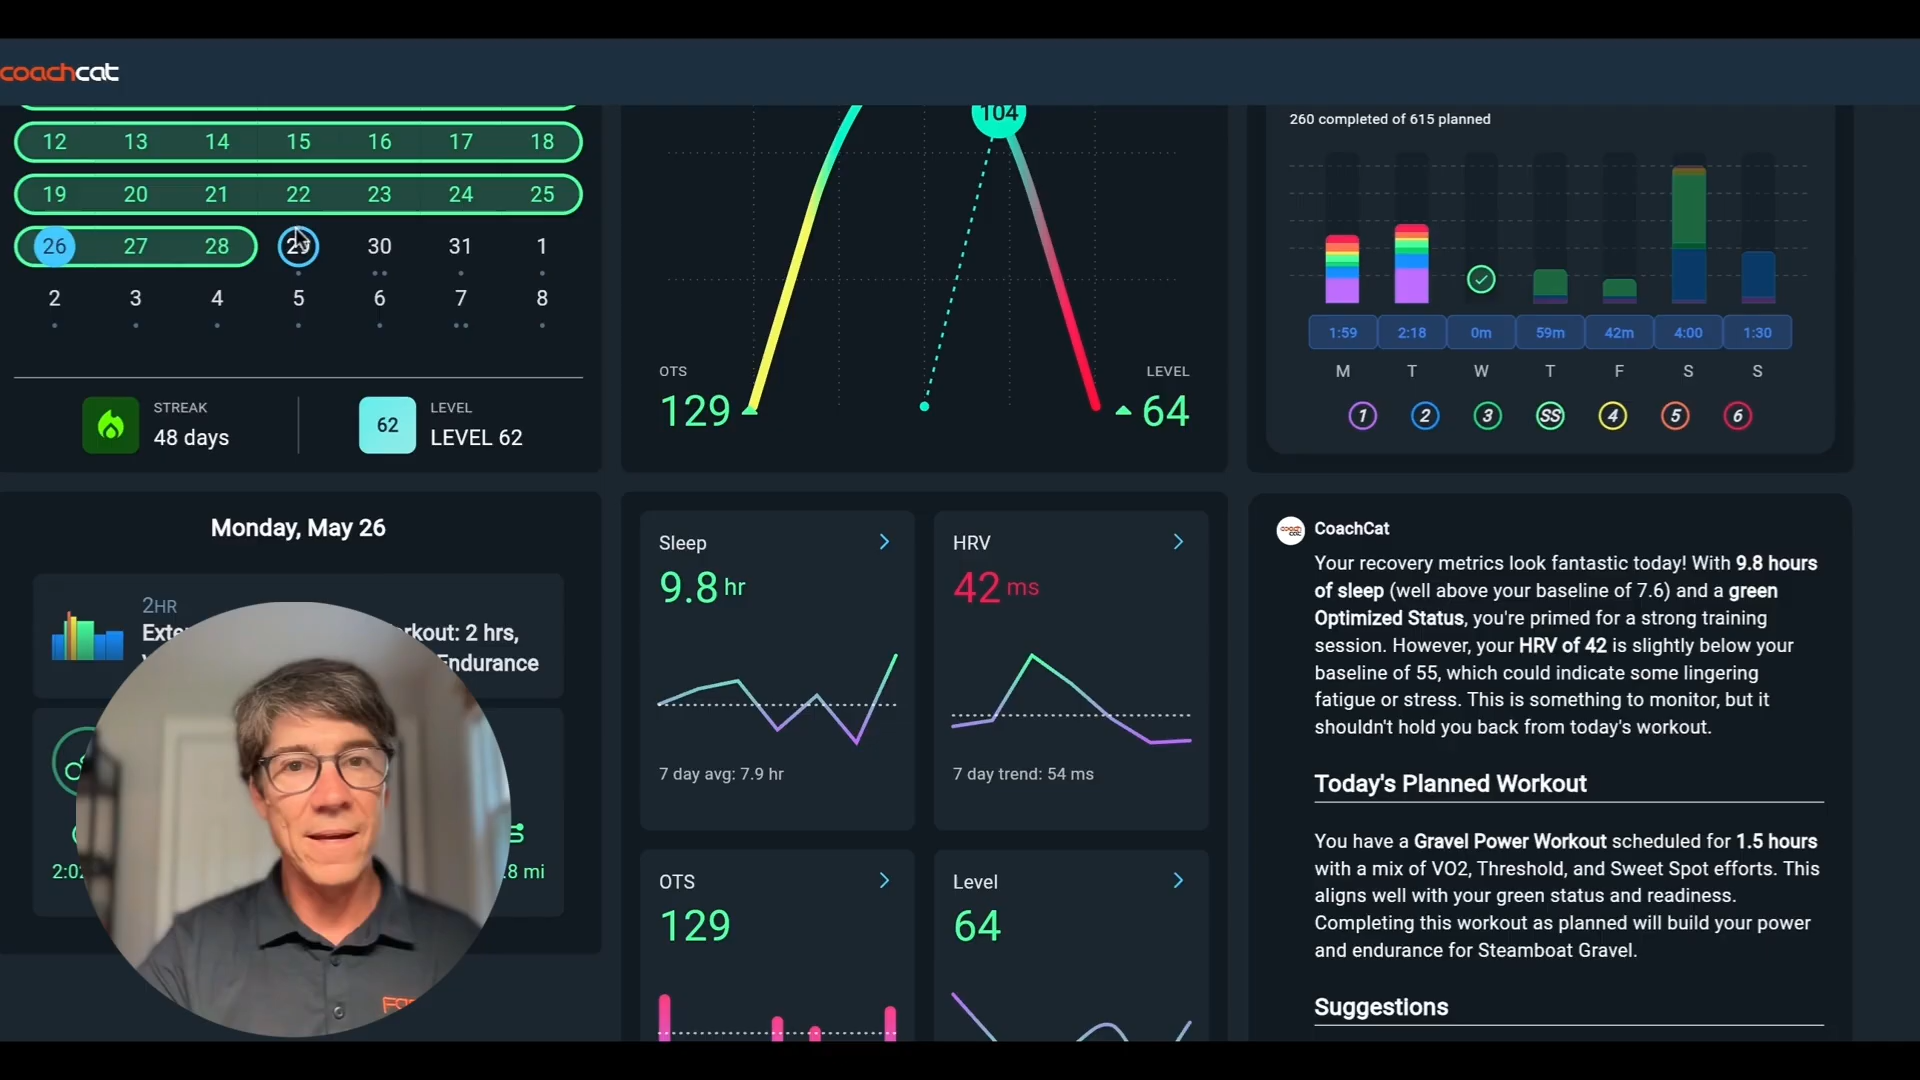 coachcat
12 13 14 15 16 17 18
19 20 21 22 23 24 25
26 27 28 29 30 31 1
2 3 4 5 6 7 8
STREAK
48 days
62
LEVEL
LEVEL 62
104
OTS
129
LEVEL
64
260 completed of 615 planned
1:59 2:18 0m 59m 42m 4:00 1:30
M T W T F S S
1 2 3 SS 4 5 6
Monday, May 26
2HR
2 hrs,
Endurance
8 mi
Sleep
9.8 hr
7 day avg: 7.9 hr
HRV
42 ms
7 day trend: 54 ms
OTS
129
Level
64
CoachCat
Your recovery metrics look fantastic today! With 9.8 hours
of sleep (well above your baseline of 7.6) and a green
Optimized Status, you're primed for a strong training
session. However, your HRV of 42 is slightly below your
baseline of 55, which could indicate some lingering
fatigue or stress. This is something to monitor, but it
shouldn't hold you back from today's workout.
Today's Planned Workout
You have a Gravel Power Workout scheduled for 1.5 hours
with a mix of VO2, Threshold, and Sweet Spot efforts. This
aligns well with your green status and readiness.
Completing this workout as planned will build your power
and endurance for Steamboat Gravel.
Suggestions